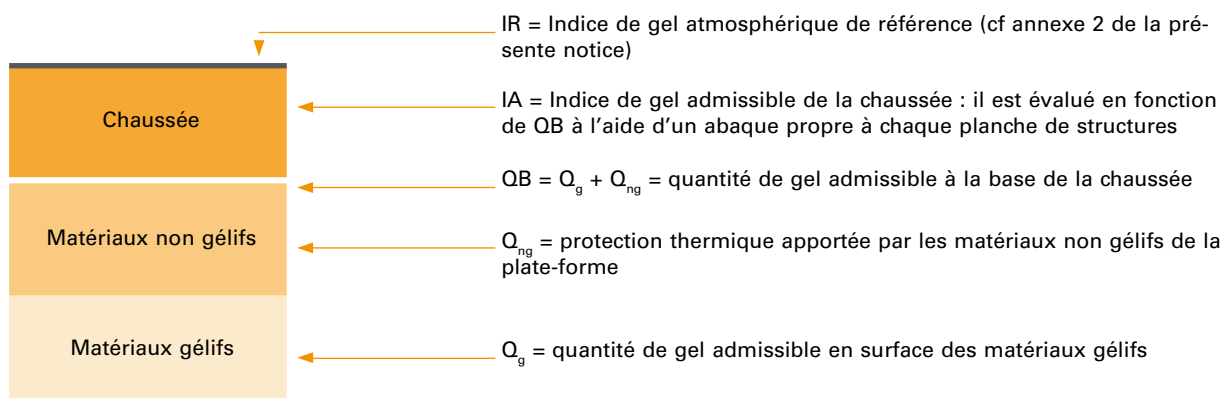 IR = Indice de gel atmosphérique de référence (cf annexe 2 de la pré-
sente notice)
Chaussée
IA = Indice de gel admissible de la chaussée : il est évalué en fonction
de QB à l’aide d’un abaque propre à chaque planche de structures
QB = Qg + Qng = quantité de gel admissible à la base de la chaussée
Matériaux non gélifs
Qng = protection thermique apportée par les matériaux non gélifs de la
plate-forme
Matériaux gélifs
Qg = quantité de gel admissible en surface des matériaux gélifs